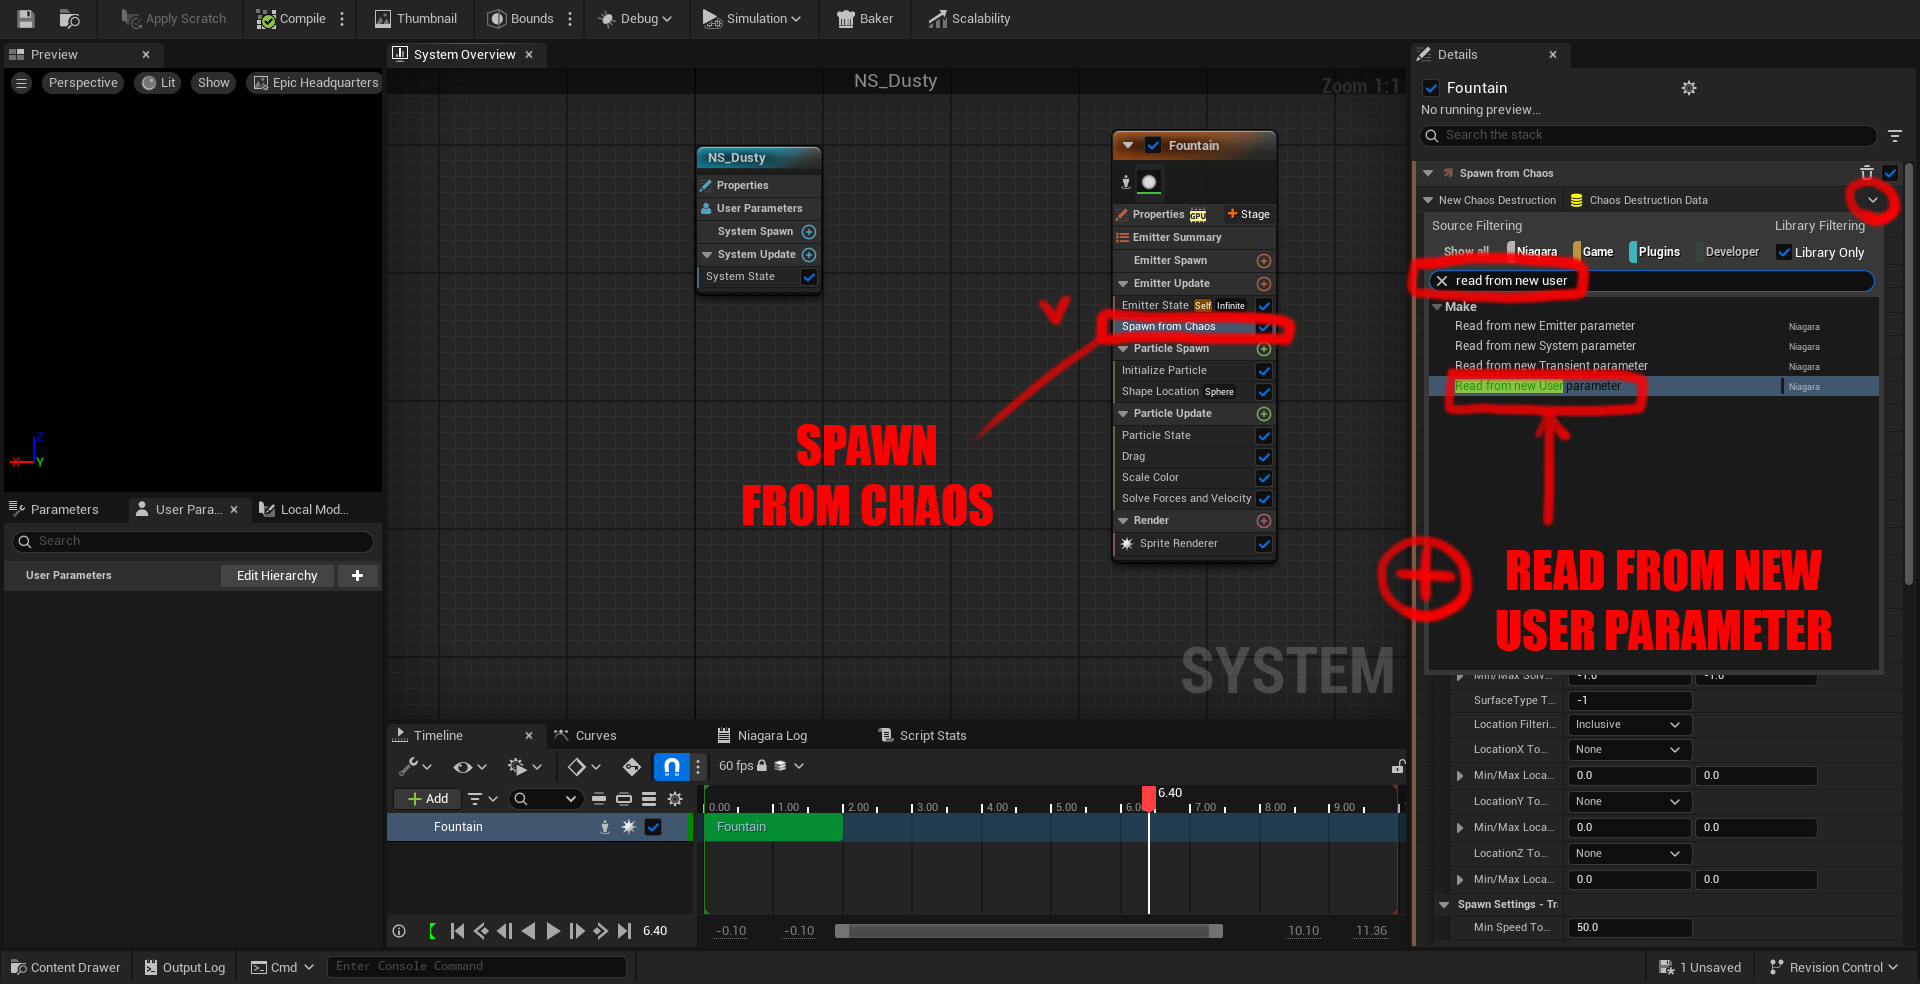 Apply Scratch
Compile
Thumbnail
Bounds
Debug
Simulation
Baker
Scalability
Preview
System Overview
Details
Perspective
Lit
Show
Epic Headquarters
NS_Dusty
Zoom 1:1
Fountain
No running preview...
Search the stack
NS_Dusty
Properties
User Parameters
System Spawn
System Update
System State
Fountain
Properties
GPU
Stage
Emitter Summary
Emitter Spawn
Emitter Update
Emitter State Self Infinite
Spawn from Chaos
Particle Spawn
Initialize Particle
Shape Location Sphere
Particle Update
Particle State
Drag
Scale Color
Solve Forces and Velocity
Render
Sprite Renderer
SPAWN
FROM CHAOS
SYSTEM
Spawn from Chaos
New Chaos Destruction
Chaos Destruction Data
Source Filtering
Library Filtering
Show all
Niagara
Game
Plugins
Developer
Library Only
read from new user
Make
Read from new Emitter parameter Niagara
Read from new System parameter Niagara
Read from new Transient parameter Niagara
Read from new User parameter Niagara
READ FROM NEW
USER PARAMETER
Min/Max Solv... -1.0 -1.0
SurfaceType T... -1
Location Filteri... Inclusive
LocationX To... None
Min/Max Loca... 0.0 0.0
LocationY To... None
Min/Max Loca... 0.0 0.0
LocationZ To... None
Min/Max Loca... 0.0 0.0
Spawn Settings - Tr
Min Speed To... 50.0
X
Y
Z
Parameters
User Para...
Local Mod...
Search
User Parameters
Edit Hierarchy
Timeline
Curves
Niagara Log
Script Stats
60 fps
Add
0.00 1.00 2.00 3.00 4.00 5.00 6.0 7.00 8.00 9.00
6.40
Fountain
Fountain
6.40
-0.10
-0.10
10.10
11.36
Content Drawer
Output Log
Cmd
Enter Console Command
1 Unsaved
Revision Control